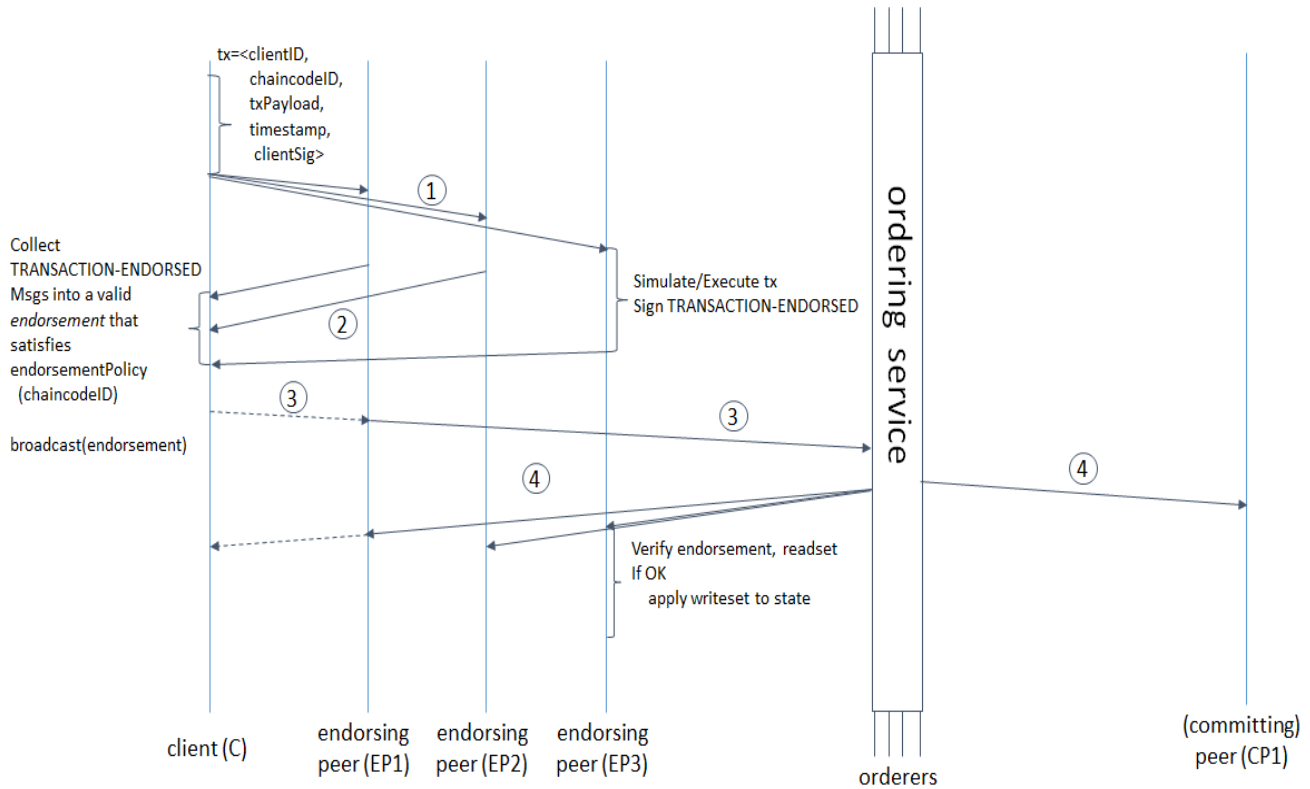 tx=<clientID,
chaincodeID,
txPayload,
timestamp,
clientSig>
1
Collect
TRANSACTION-ENDORSED
Msgs into a valid
endorsement that
satisfies
endorsementPolicy
(chaincodeID)
2
Simulate/Execute tx
Sign TRANSACTION-ENDORSED
ordering service
3
3
broadcast(endorsement)
4
4
Verify endorsement, readset
If OK
apply writeset to state
client (C)
endorsing
peer (EP1)
endorsing
peer (EP2)
endorsing
peer (EP3)
orderers
(committing)
peer (CP1)